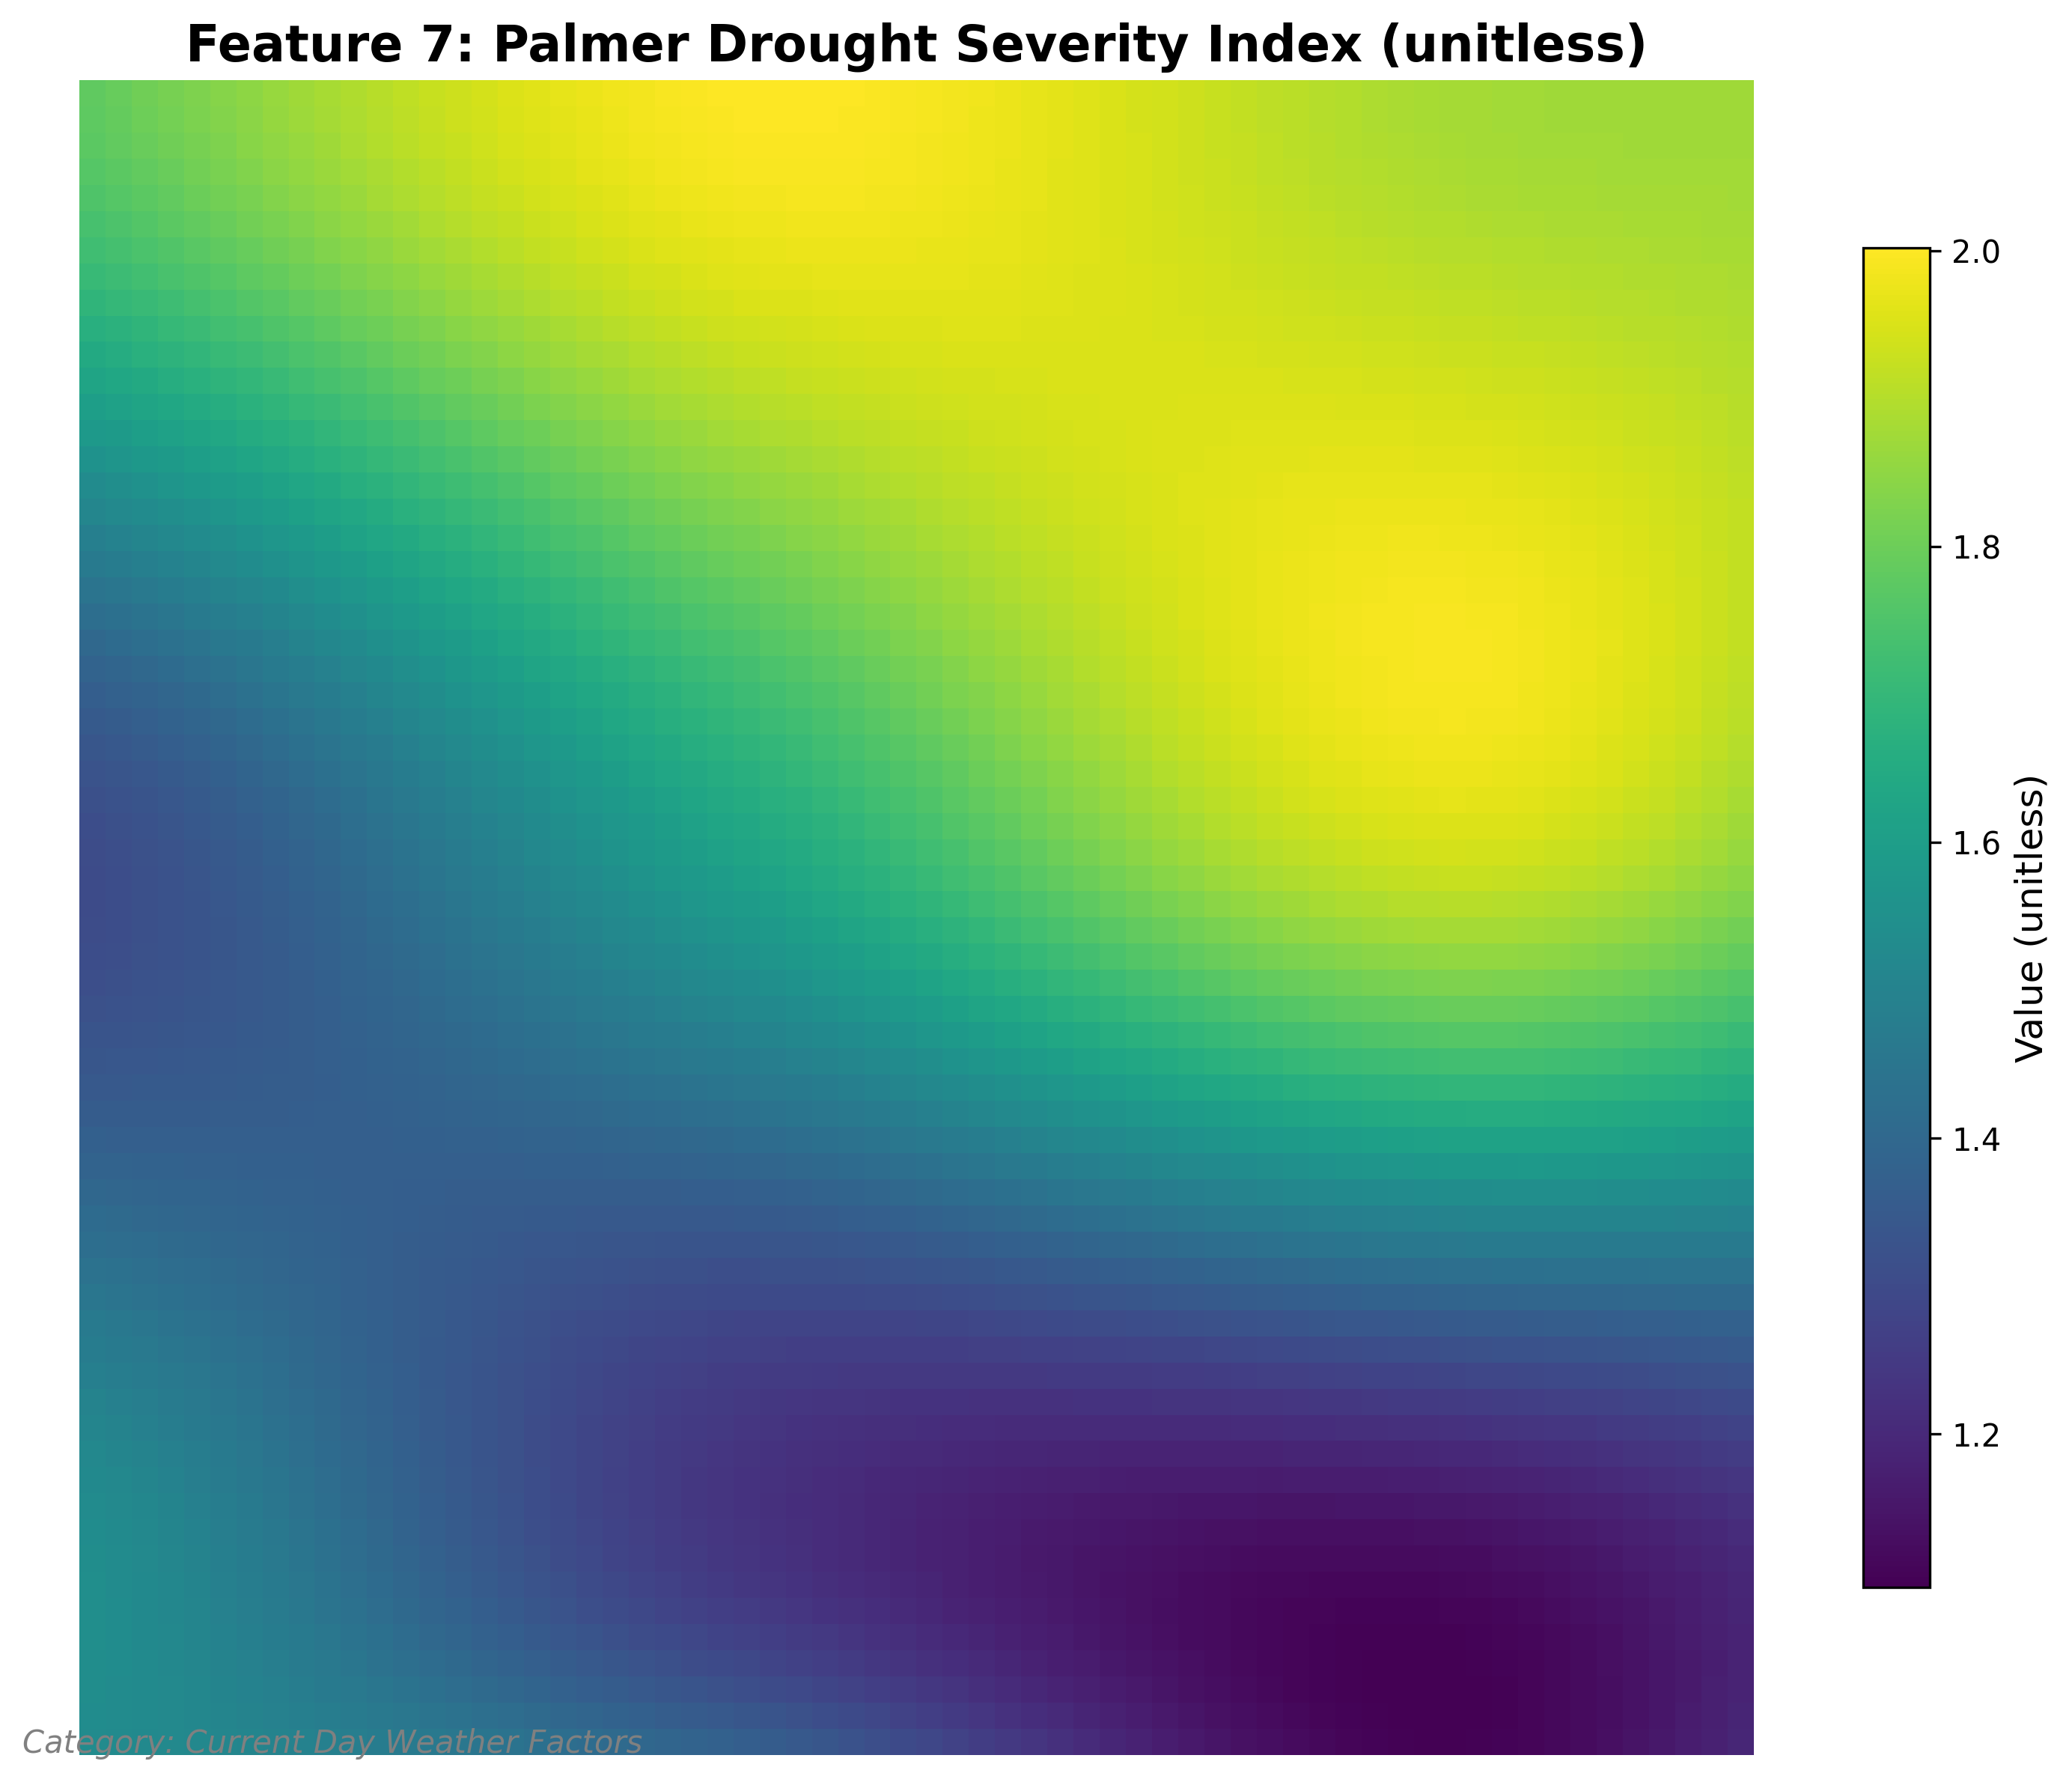 Feature 7: Palmer Drought Severity Index (unitless)
2.0
1.8
1.6
1.4
1.2
Value (unitless)
Category: Current Day Weather Factors